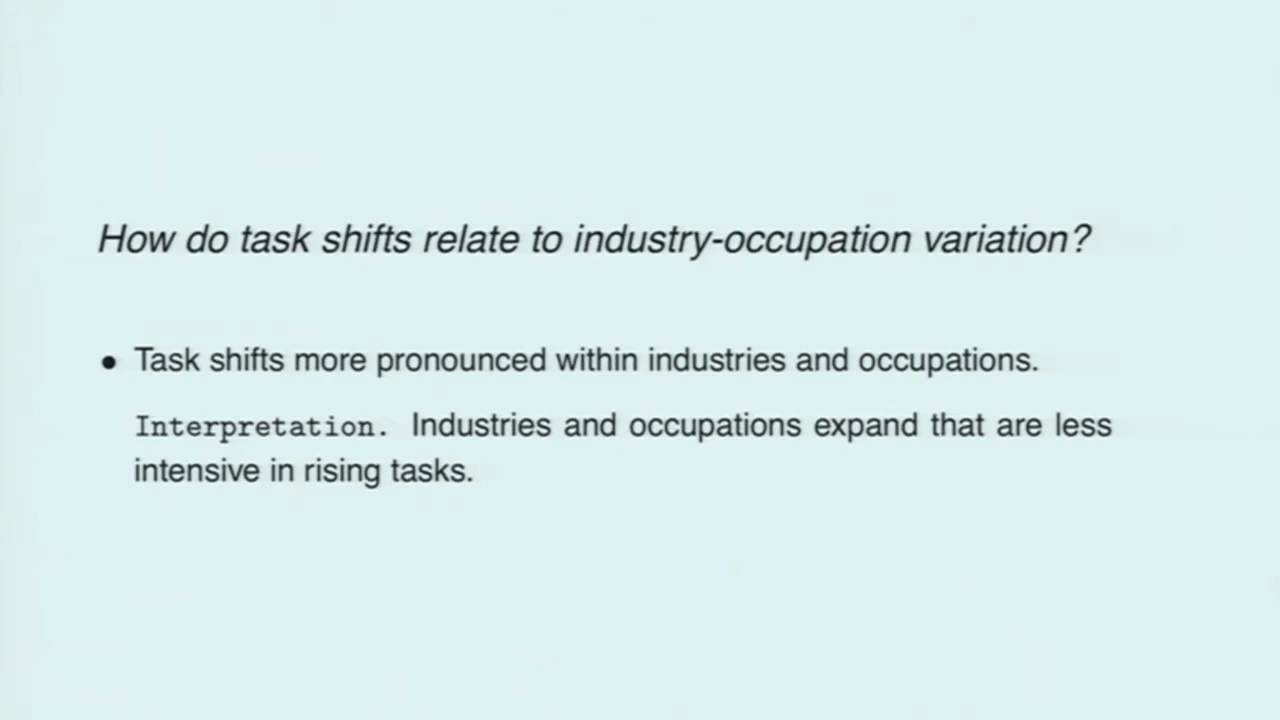 How do task shifts relate to industry-occupation variation?
• Task shifts more pronounced within industries and occupations.
Interpretation. Industries and occupations expand that are less
intensive in rising tasks.